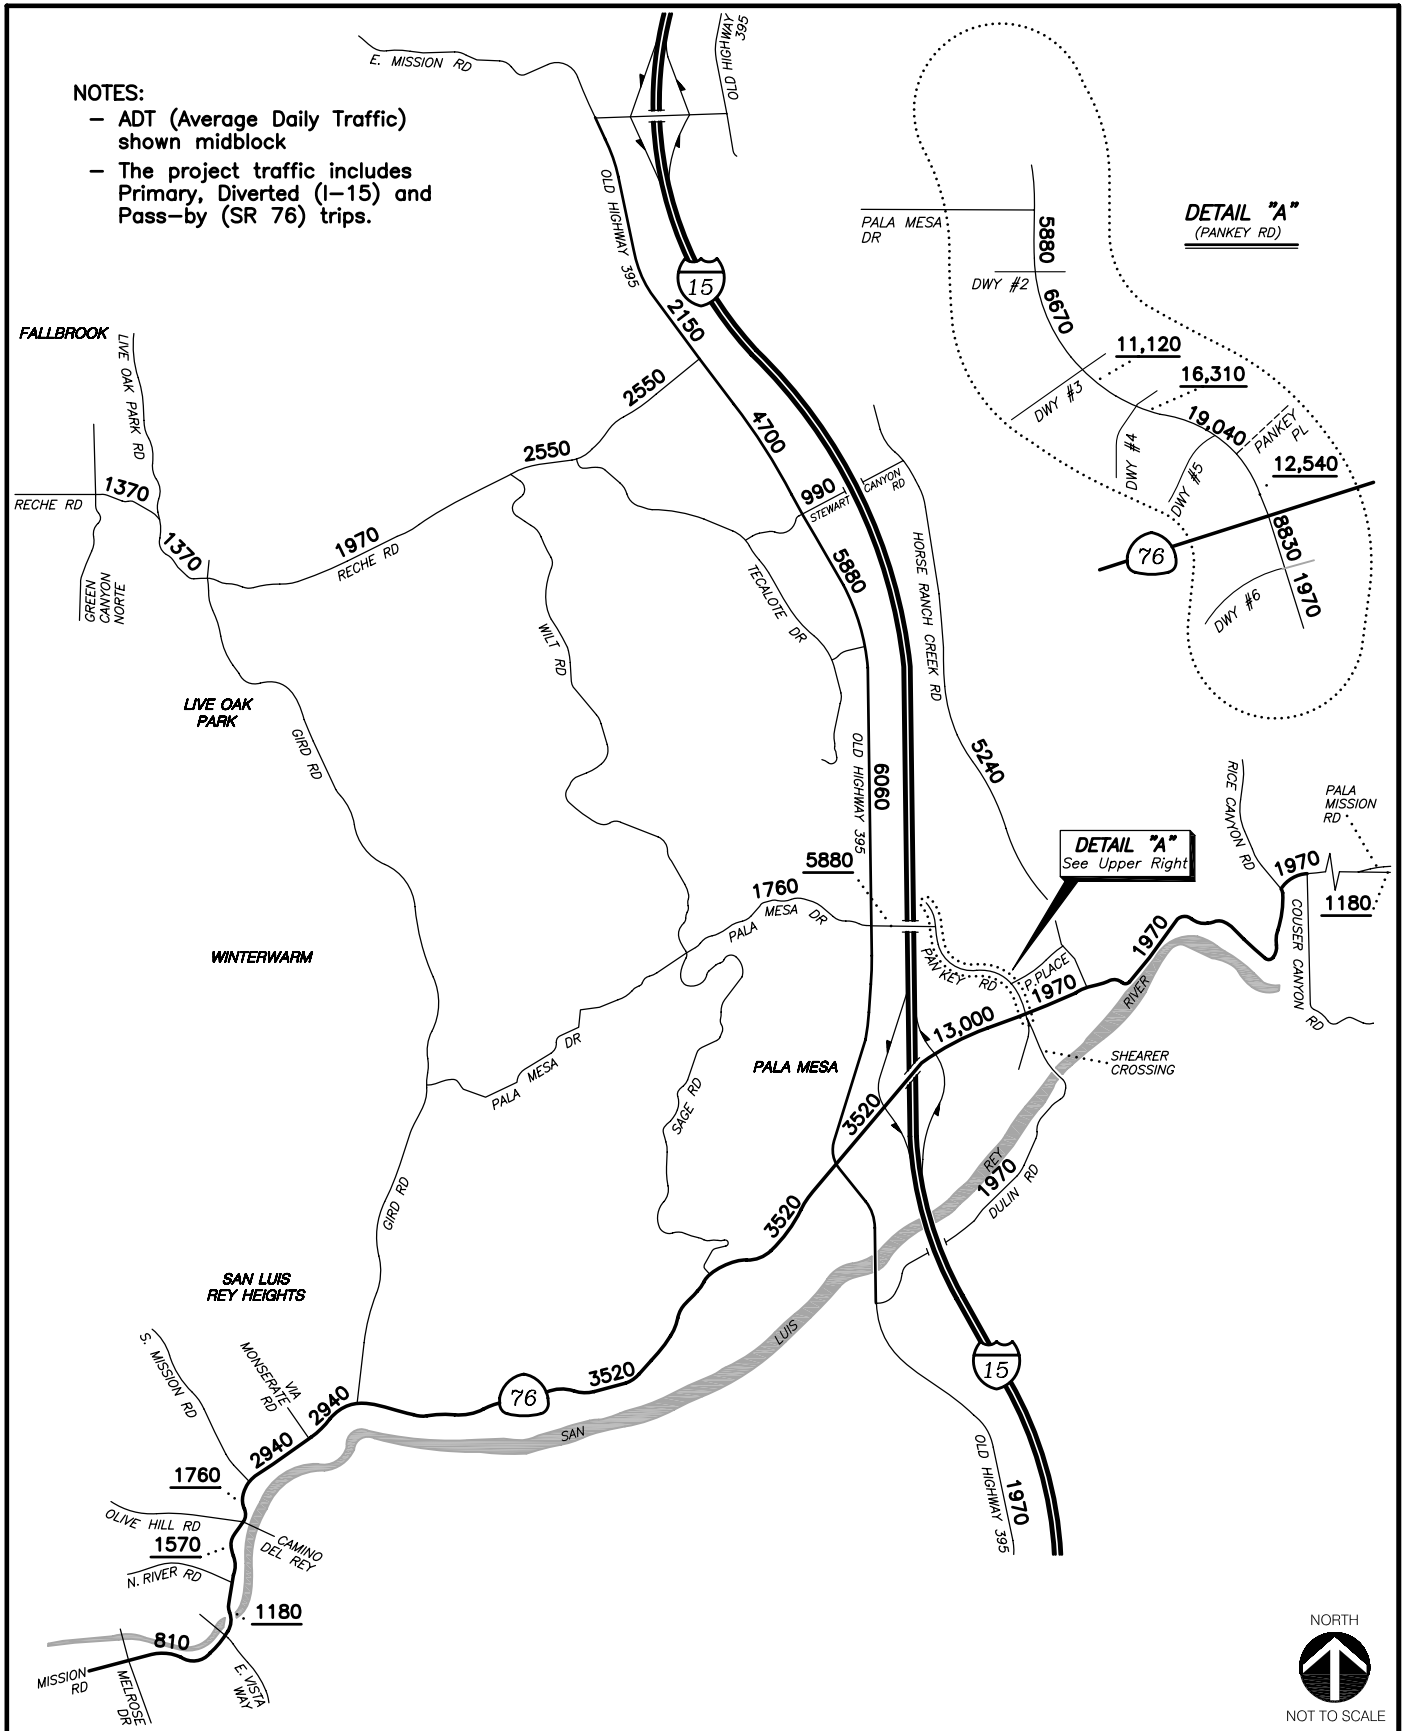 OLD HIGHWAY
395
E. MISSION RD
NOTES:
– ADT (Average Daily Traffic)
shown midblock
– The project traffic includes
Primary, Diverted (I–15) and
Pass–by (SR 76) trips.
OLD HIGHWAY 395
15
2150
PALA MESA
DR
5880
DETAIL "A"
(PANKEY RD)
DWY #2
6670
11,120
DWY #3
16,310
19,040
DWY #4
DWY #5
PANKEY
PL
12,540
76
8830
1970
DWY #6
FALLBROOK
LIVE OAK PARK RD
2550
4700
2550
1370
RECHE RD
1370
GREEN
CANYON
NORTE
1970
RECHE RD
990
STEWART
CANYON
RD
5880
TECALOTE DR
WILT RD
HORSE RANCH CREEK RD
LIVE OAK
PARK
GIRD RD
OLD HIGHWAY 395
6060
5240
RICE CANYON RD
PALA
MISSION
RD
DETAIL "A"
See Upper Right
5880
1970
1180
1760
PALA MESA DR
COUSER CANYON RD
1970
WINTERWARM
PANKEY RD
P.PLACE
1970
RIVER
13,000
SHEARER
CROSSING
PALA MESA DR
PALA MESA
SAGE RD
3520
REY
1970
DULIN RD
GIRD RD
3520
SAN LUIS
REY HEIGHTS
LUIS
S. MISSION RD
VIA
MONSERATE
RD
15
3520
76
2940
SAN
2940
OLD HIGHWAY 395
1970
1760
OLIVE HILL RD
1570
CAMINO
DEL REY
N. RIVER RD
1180
810
MISSION
RD
MELROSE
DR
E. VISTA
WAY
NORTH
NOT TO SCALE